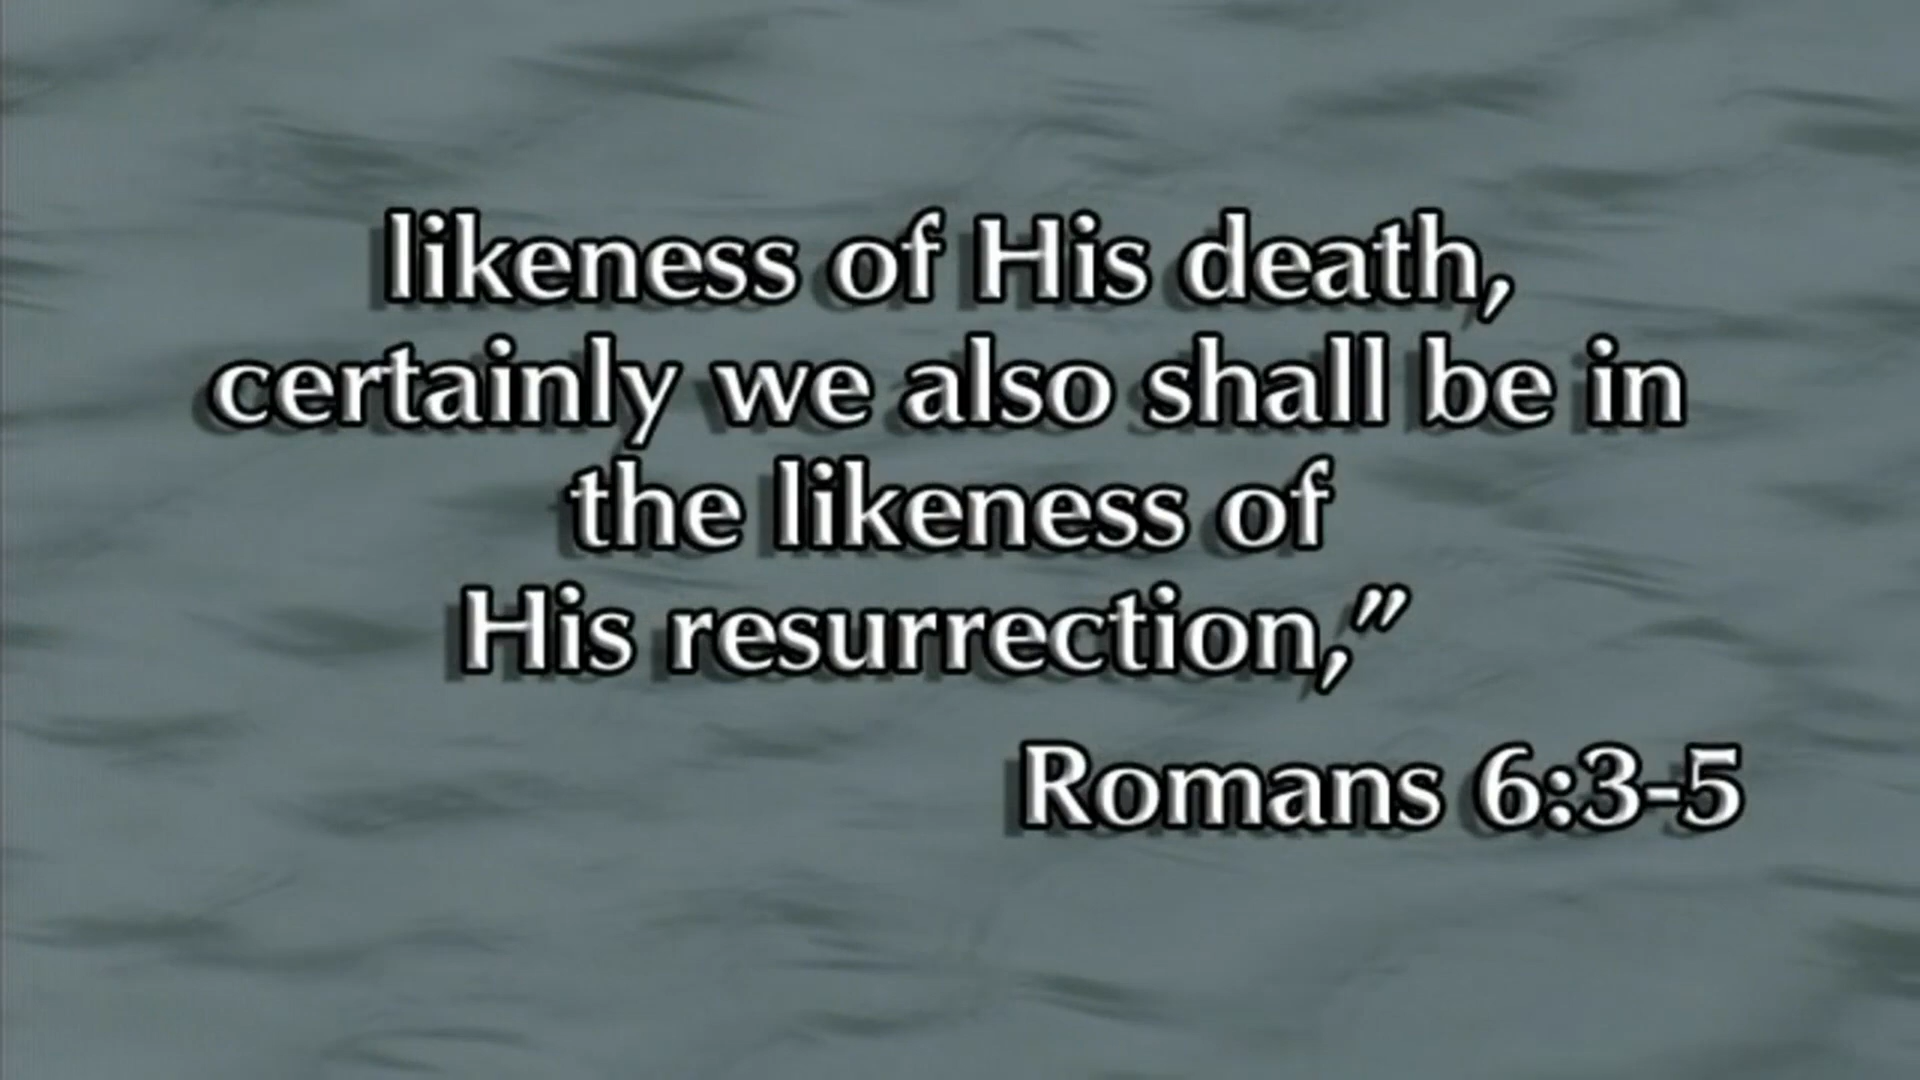 likeness of His death,
certainly we also shall be in
the likeness of
His resurrection,”
Romans 6:3-5